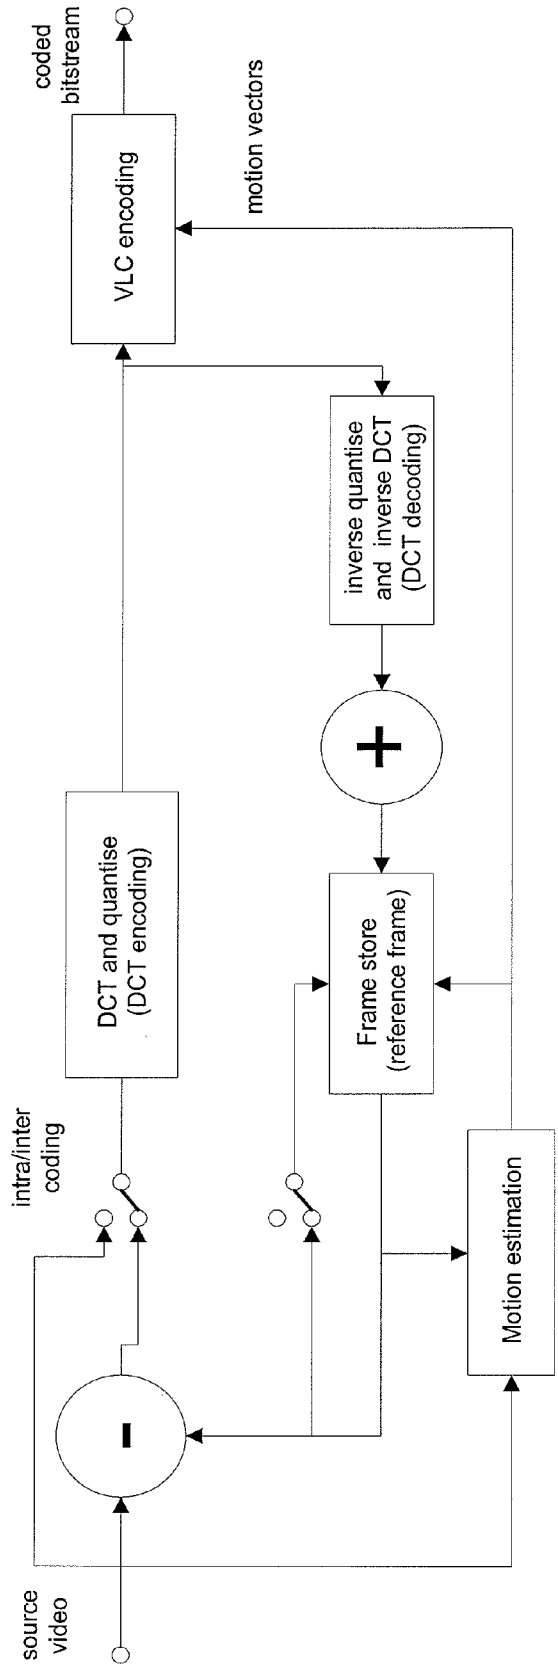 source
video
-
intra/inter
coding
DCT and quantise
(DCT encoding)
VLC encoding
coded
bitstream
motion vectors
inverse quantise
and inverse DCT
(DCT decoding)
+
Frame store
(reference frame)
Motion estimation